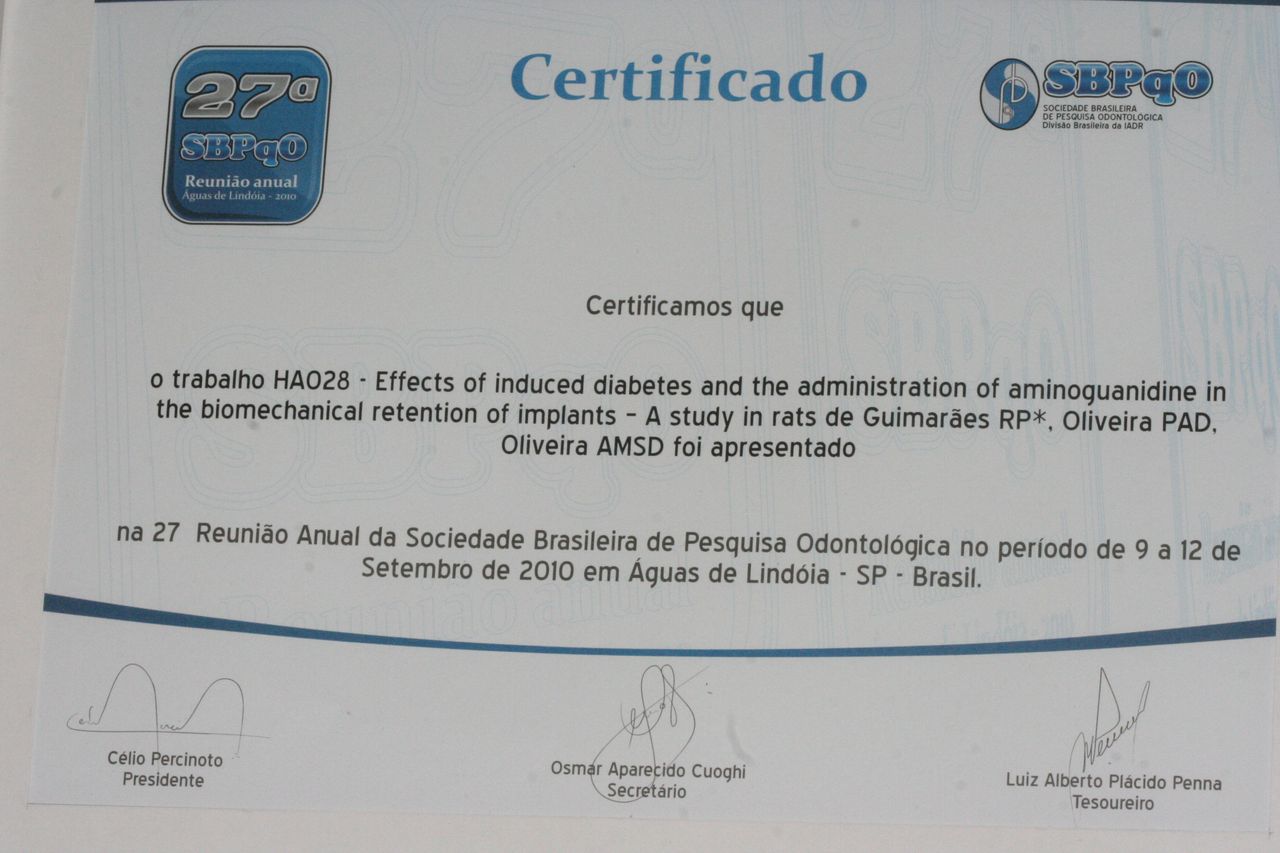 27ª
SBPqO
Reunião anual
Águas de Lindóia - 2010
Certificado
SBPqO
SOCIEDADE BRASILEIRA
DE PESQUISA ODONTOLÓGICA
Divisão Brasileira da IADR
Certificamos que
o trabalho HA028 - Effects of induced diabetes and the administration of aminoguanidine in
the biomechanical retention of implants – A study in rats de Guimarães RP*, Oliveira PAD,
Oliveira AMSD foi apresentado
na 27 Reunião Anual da Sociedade Brasileira de Pesquisa Odontológica no período de 9 a 12 de
Setembro de 2010 em Águas de Lindóia - SP - Brasil.
Célio Percinoto
Presidente
Osmar Aparecido Cuoghi
Secretário
Luiz Alberto Plácido Penna
Tesoureiro